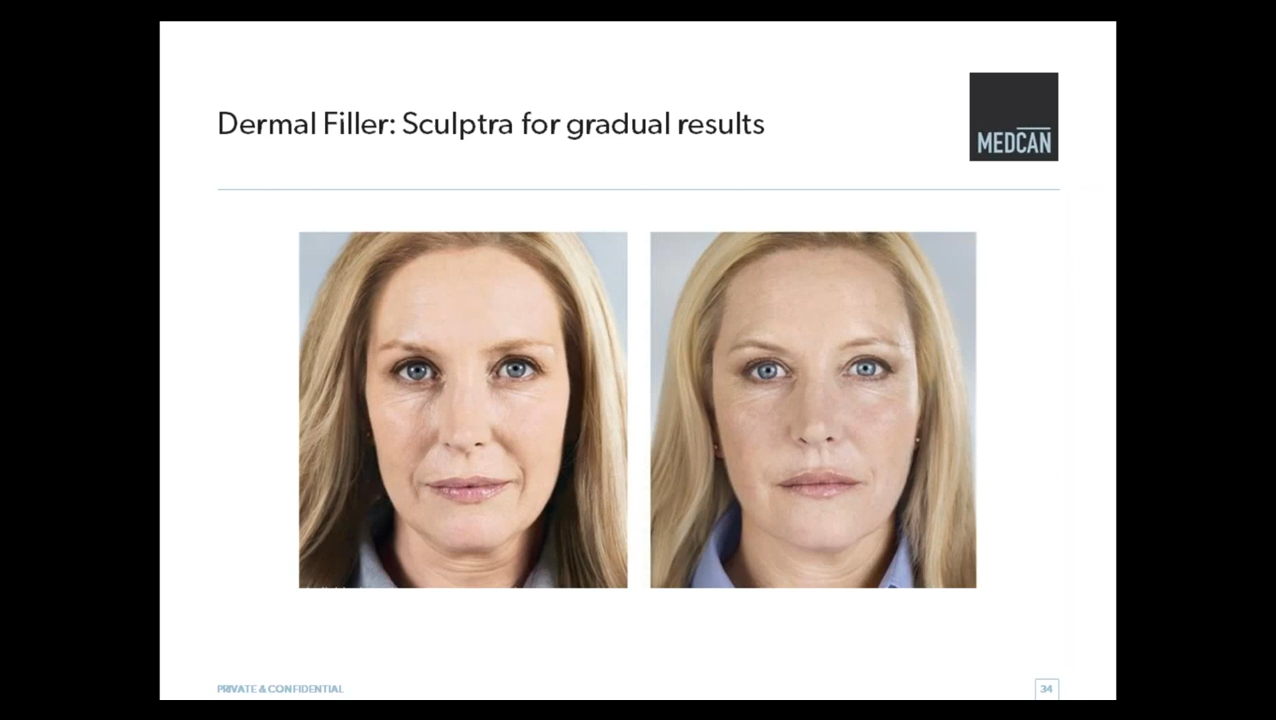 Dermal Filler: Sculptra for gradual results
MEDCAN
PRIVATE & CONFIDENTIAL
34